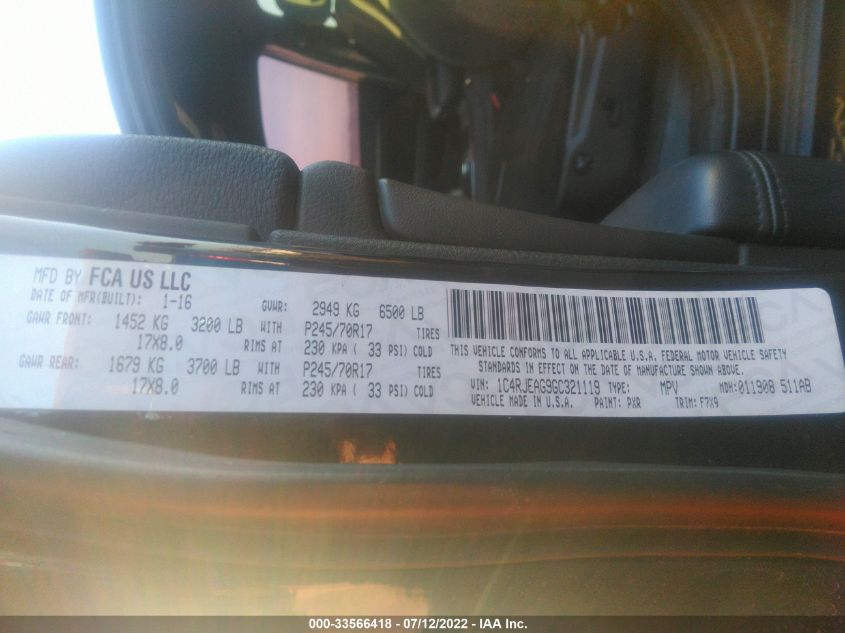 MFD BY FCA US LLC
DATE OF MFR(BUILT): 1-16 GVWR: 2949 KG 6500 LB
GAWR FRONT: 1452 KG 3200 LB WITH P245/70R17 TIRES
17X8.0 RIMS AT 230 KPA ( 33 PSI) COLD
GAWR REAR: 1679 KG 3700 LB WITH P245/70R17 TIRES
17X8.0 RIMS AT 230 KPA ( 33 PSI) COLD
THIS VEHICLE CONFORMS TO ALL APPLICABLE U.S.A. FEDERAL MOTOR VEHICLE SAFETY
STANDARDS IN EFFECT ON THE DATE OF MANUFACTURE SHOWN ABOVE.
VIN: 1C4RJEAG9GC321119 TYPE: MPV MDH: 011908 511AB
VEHICLE MADE IN U.S.A. PAINT: PXR TRIM: F7X9
000-33566418 - 07/12/2022 - IAA Inc.